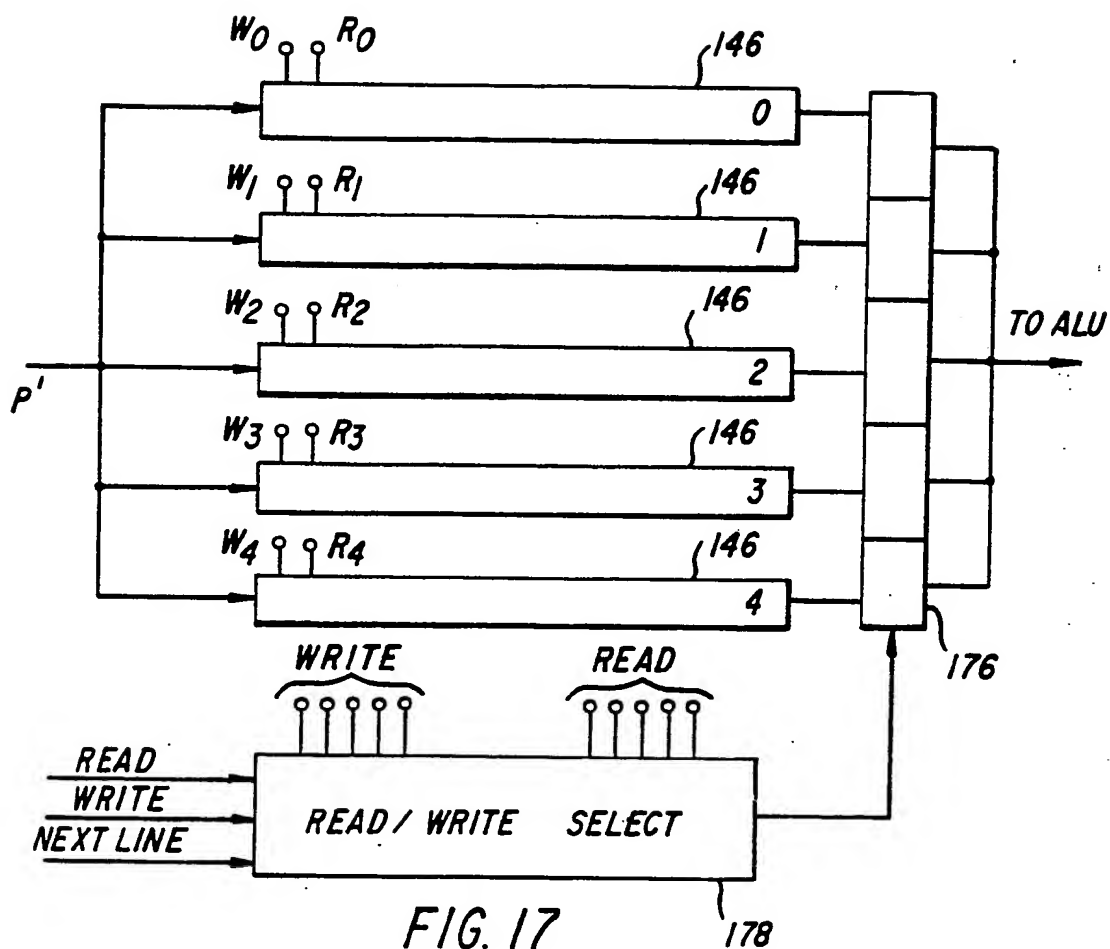 W0 R0 146
0
W1 R1 146
1
W2 R2 146
2
TO ALU
P'
W3 R3 146
3
W4 R4 146
4
176
WRITE READ
READ
WRITE
NEXT LINE
READ / WRITE SELECT
178
FIG. 17